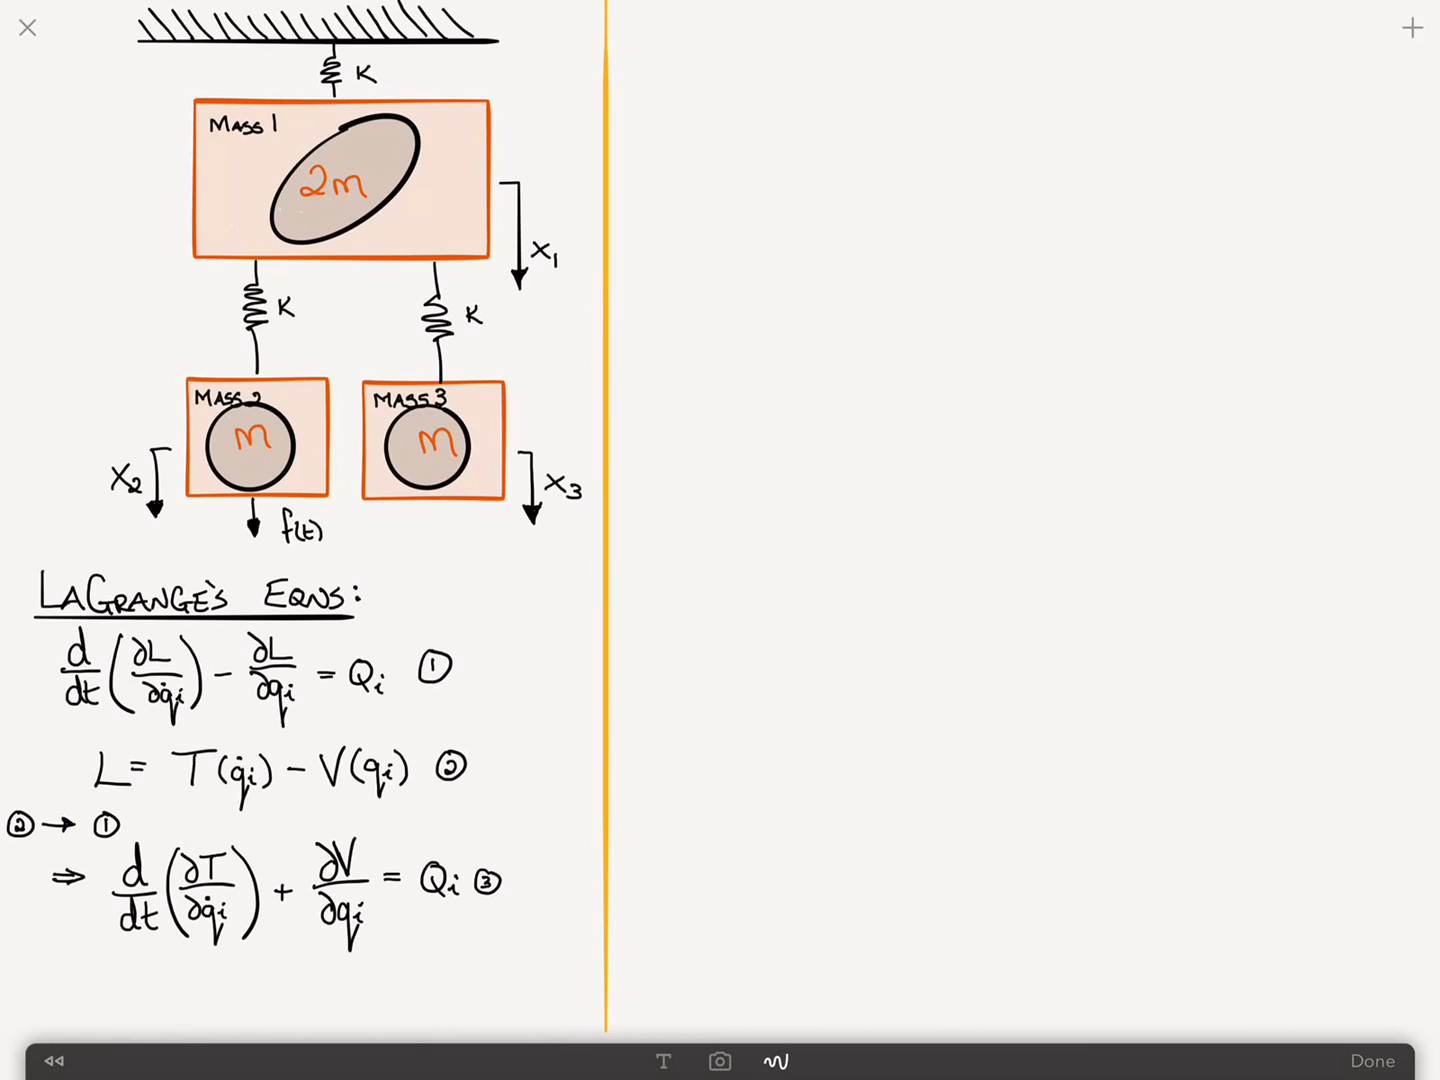 K
MASS 1
2m
x₁
K
K
MASS 2
MASS 3
m
m
x₂
x₃
f(t)
LAGRANGE'S EQNS:
d/dt (∂L/∂q̇i) − ∂L/∂qi = Qi ①
L = T(q̇i) − V(qi) ②
② → ①
⇒ d/dt (∂T/∂q̇i) + ∂V/∂qi = Qi ③
T
Done